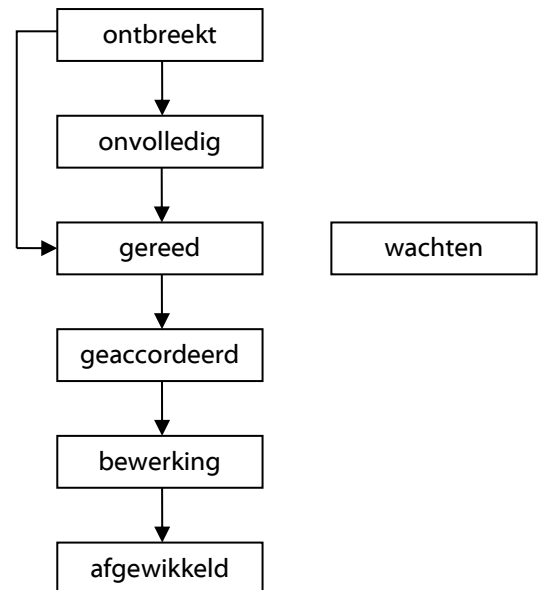 ontbreekt
onvolledig
gereed
wachten
geaccordeerd
bewerking
afgewikkeld